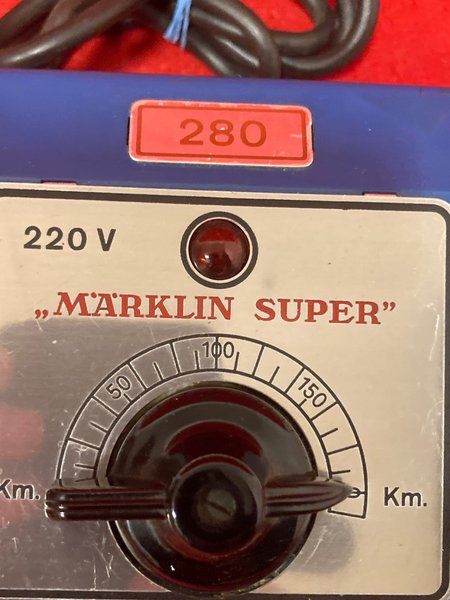 280
220 V
„MÄRKLIN SUPER”
50 100 150
Km. Km.